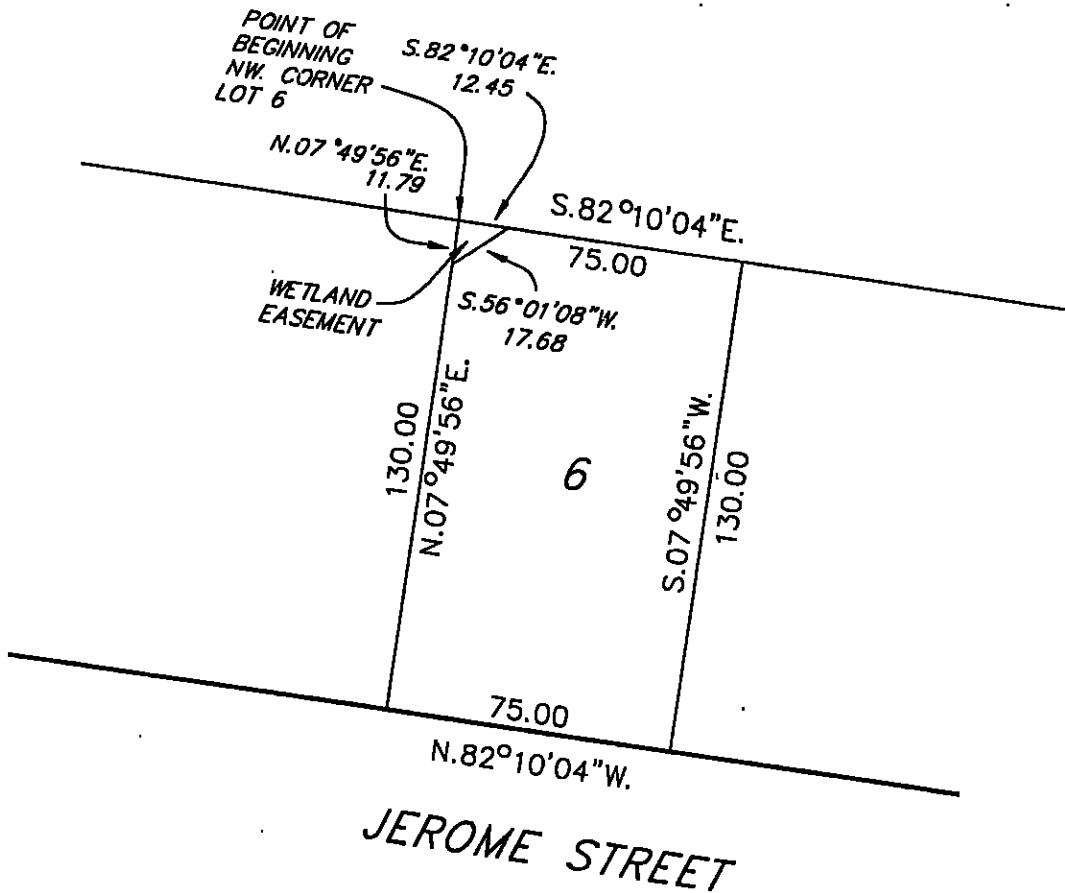 POINT OF
BEGINNING
NW. CORNER
LOT 6
S.82°10'04"E.
12.45
N.07°49'56"E.
11.79
S.82°10'04"E.
75.00
WETLAND
EASEMENT
S.56°01'08"W.
17.68
130.00
N.07°49'56"E.
6
S.07°49'56"W.
130.00
75.00
N.82°10'04"W.
JEROME STREET